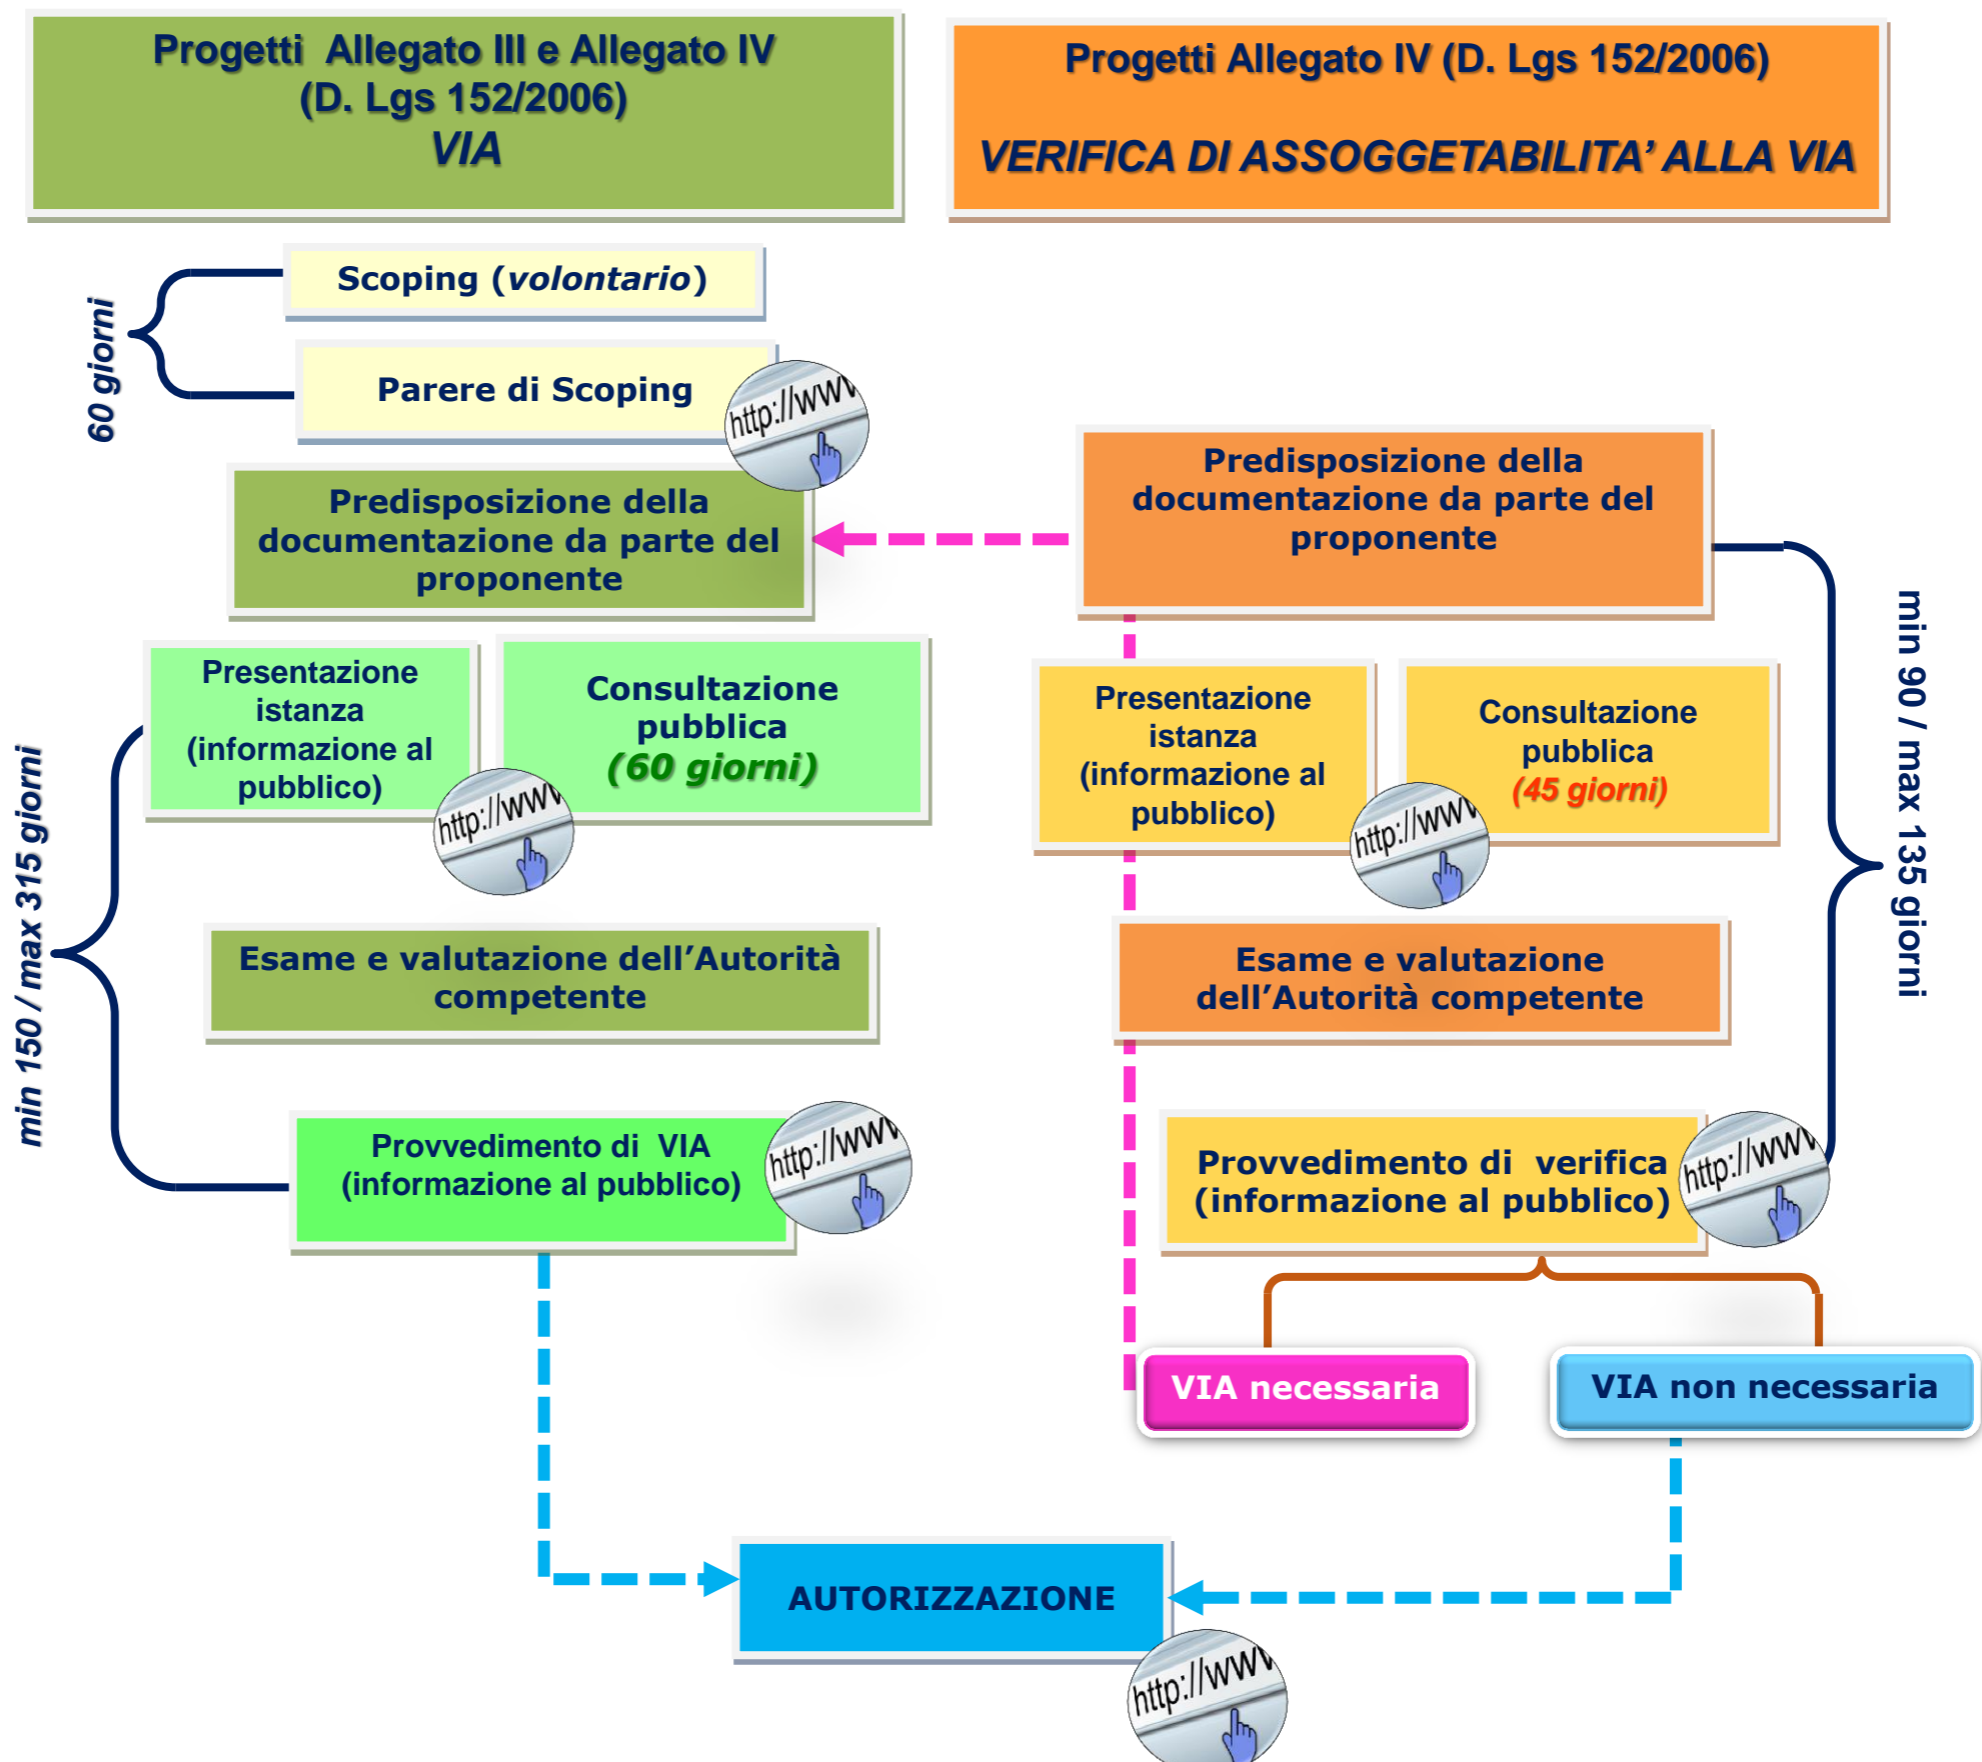 Progetti Allegato III e Allegato IV
(D. Lgs 152/2006)
VIA
Progetti Allegato IV (D. Lgs 152/2006)
VERIFICA DI ASSOGGETABILITA’ ALLA VIA
60 giorni
Scoping (volontario)
Parere di Scoping
http://www
Predisposizione della
documentazione da parte del
proponente
Predisposizione della
documentazione da parte del
proponente
min 150 / max 315 giorni
Presentazione
istanza
(informazione al
pubblico)
http://www
Consultazione
pubblica
(60 giorni)
Presentazione
istanza
(informazione al
pubblico)
http://www
Consultazione
pubblica
(45 giorni)
min 90 / max 135 giorni
Esame e valutazione dell’Autorità
competente
Esame e valutazione
dell’Autorità competente
Provvedimento di VIA
(informazione al pubblico)
http://www
Provvedimento di verifica
(informazione al pubblico)
http://www
VIA necessaria
VIA non necessaria
AUTORIZZAZIONE
http://www